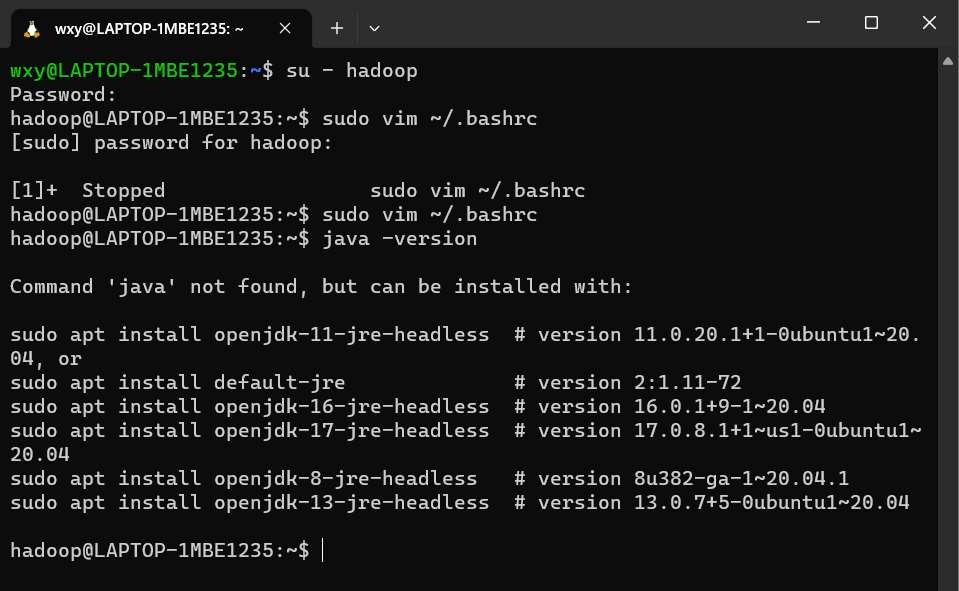 wxy@LAPTOP-1MBE1235: ~
wxy@LAPTOP-1MBE1235:~$ su - hadoop
Password:
hadoop@LAPTOP-1MBE1235:~$ sudo vim ~/.bashrc
[sudo] password for hadoop:
[1]+  Stopped                 sudo vim ~/.bashrc
hadoop@LAPTOP-1MBE1235:~$ sudo vim ~/.bashrc
hadoop@LAPTOP-1MBE1235:~$ java -version
Command 'java' not found, but can be installed with:
sudo apt install openjdk-11-jre-headless  # version 11.0.20.1+1-0ubuntu1~20.
04, or
sudo apt install default-jre              # version 2:1.11-72
sudo apt install openjdk-16-jre-headless  # version 16.0.1+9-1~20.04
sudo apt install openjdk-17-jre-headless  # version 17.0.8.1+1~us1-0ubuntu1~
20.04
sudo apt install openjdk-8-jre-headless   # version 8u382-ga-1~20.04.1
sudo apt install openjdk-13-jre-headless  # version 13.0.7+5-0ubuntu1~20.04
hadoop@LAPTOP-1MBE1235:~$